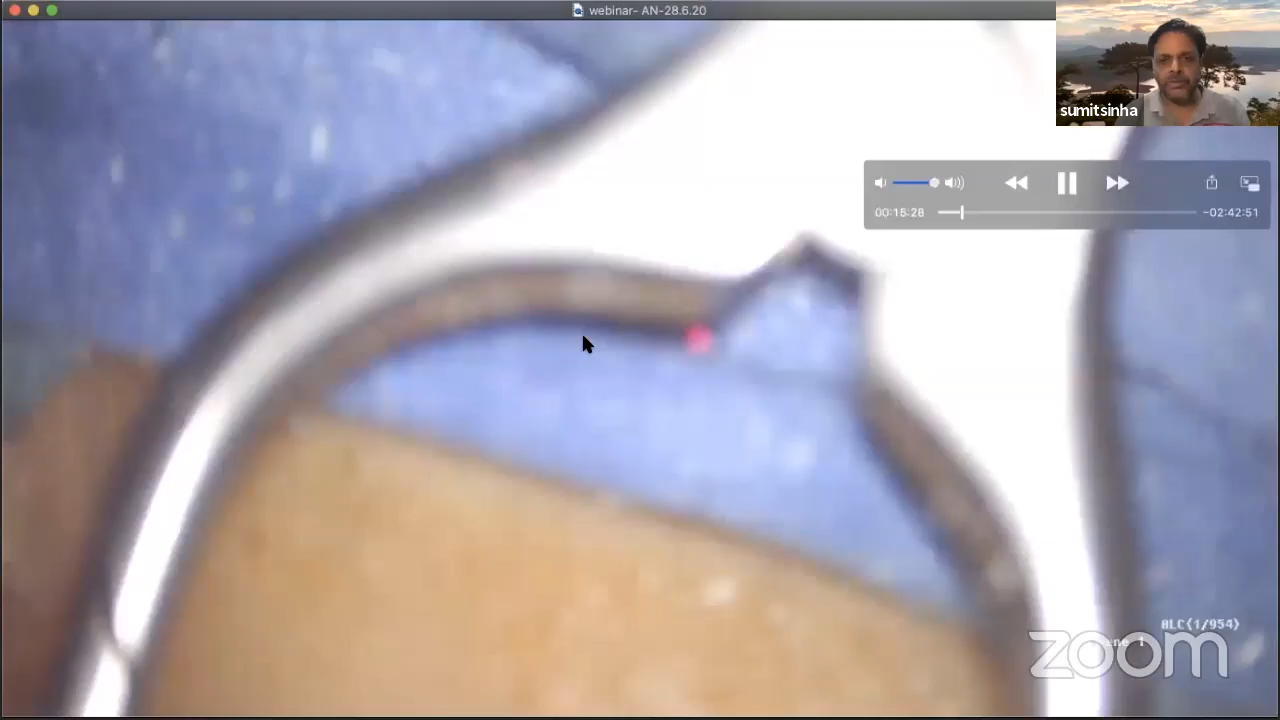 webinar- AN-28.6.20
sumitsinha
00:15:28
-02:42:51
ALC(1/954)
zoom